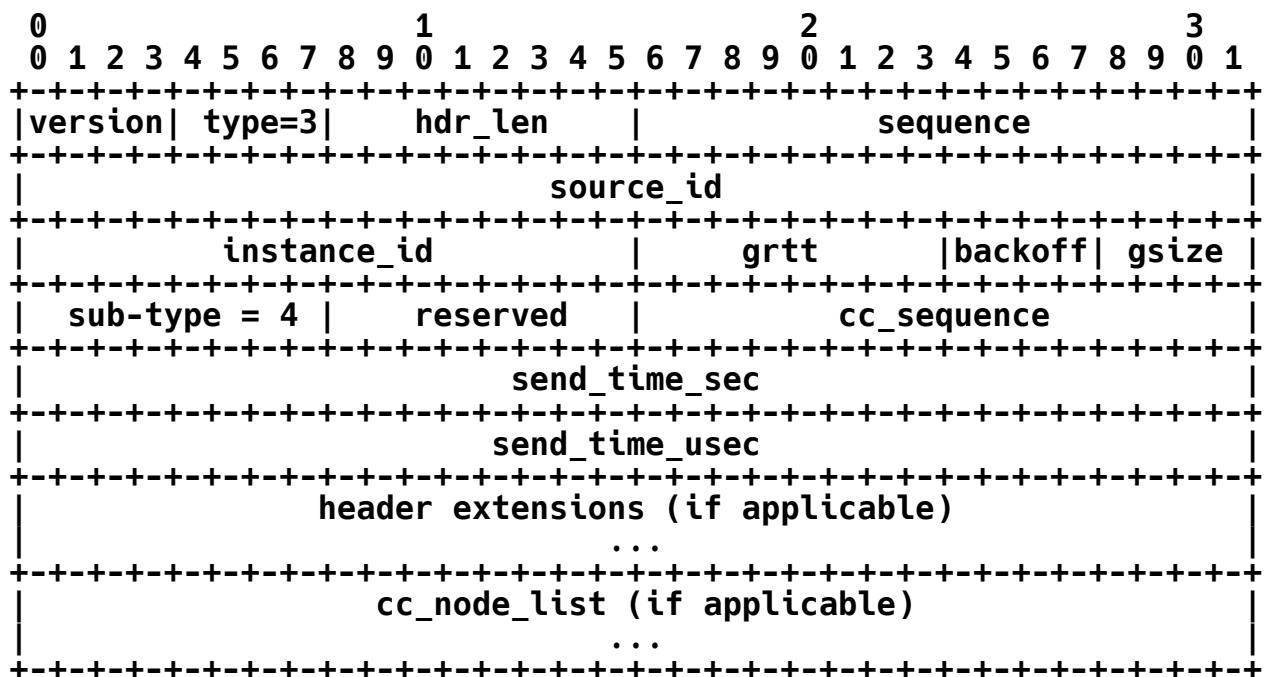 0                   1                   2                   3
 0 1 2 3 4 5 6 7 8 9 0 1 2 3 4 5 6 7 8 9 0 1 2 3 4 5 6 7 8 9 0 1
+-+-+-+-+-+-+-+-+-+-+-+-+-+-+-+-+-+-+-+-+-+-+-+-+-+-+-+-+-+-+-+-+
|version| type=3|    hdr_len    |            sequence           |
+-+-+-+-+-+-+-+-+-+-+-+-+-+-+-+-+-+-+-+-+-+-+-+-+-+-+-+-+-+-+-+-+
|                           source_id                           |
+-+-+-+-+-+-+-+-+-+-+-+-+-+-+-+-+-+-+-+-+-+-+-+-+-+-+-+-+-+-+-+-+
|          instance_id          |     grtt      |backoff| gsize |
+-+-+-+-+-+-+-+-+-+-+-+-+-+-+-+-+-+-+-+-+-+-+-+-+-+-+-+-+-+-+-+-+
|  sub-type = 4 |    reserved   |          cc_sequence          |
+-+-+-+-+-+-+-+-+-+-+-+-+-+-+-+-+-+-+-+-+-+-+-+-+-+-+-+-+-+-+-+-+
|                         send_time_sec                         |
+-+-+-+-+-+-+-+-+-+-+-+-+-+-+-+-+-+-+-+-+-+-+-+-+-+-+-+-+-+-+-+-+
|                        send_time_usec                         |
+-+-+-+-+-+-+-+-+-+-+-+-+-+-+-+-+-+-+-+-+-+-+-+-+-+-+-+-+-+-+-+-+
|               header extensions (if applicable)               |
|                              ...                              |
+-+-+-+-+-+-+-+-+-+-+-+-+-+-+-+-+-+-+-+-+-+-+-+-+-+-+-+-+-+-+-+-+
|                  cc_node_list (if applicable)                 |
|                              ...                              |
+-+-+-+-+-+-+-+-+-+-+-+-+-+-+-+-+-+-+-+-+-+-+-+-+-+-+-+-+-+-+-+-+